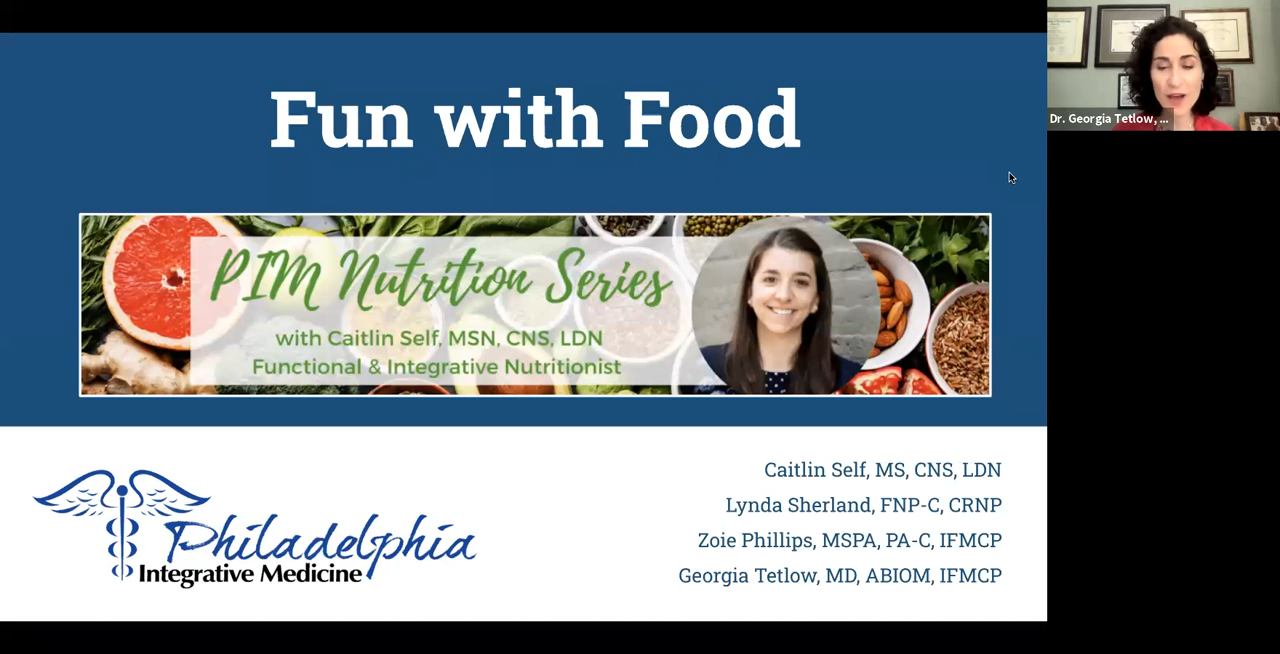 Fun with Food
Dr. Georgia Tetlow, ...
PIM Nutrition Series
with Caitlin Self, MSN, CNS, LDN
Functional & Integrative Nutritionist
Philadelphia
Integrative Medicine
Caitlin Self, MS, CNS, LDN
Lynda Sherland, FNP-C, CRNP
Zoie Phillips, MSPA, PA-C, IFMCP
Georgia Tetlow, MD, ABIOM, IFMCP